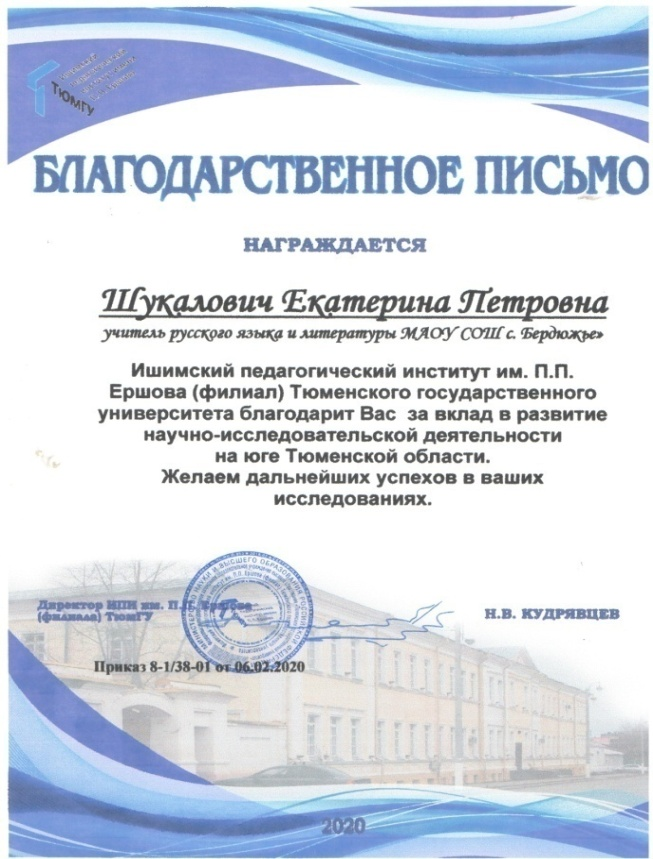 ТЮМГУ
БЛАГОДАРСТВЕННОЕ ПИСЬМО
НАГРАЖДАЕТСЯ
Шукалович Екатерина Петровна
учитель русского языка и литературы МАОУ СОШ с. Бердюжье»
Ишимский педагогический институт им. П.П.
Ершова (филиал) Тюменского государственного
университета благодарит Вас за вклад в развитие
научно-исследовательской деятельности
на юге Тюменской области.
Желаем дальнейших успехов в ваших
исследованиях.
Директор ИПИ им. П.П. Ершова
(филиала) ТюмГУ
Н.В. КУДРЯВЦЕВ
Приказ 8-1/38-01 от 06.02.2020
2020